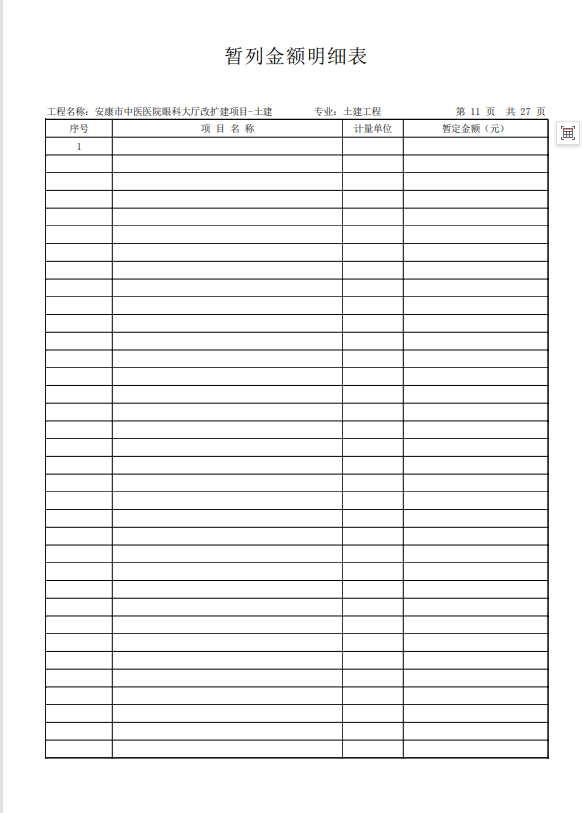 暂列金额明细表
工程名称：安康市中医医院眼科大厅改扩建项目-土建 专业：土建工程 第 11 页 共 27 页
序号 项 目 名 称 计量单位 暂定金额（元）
1